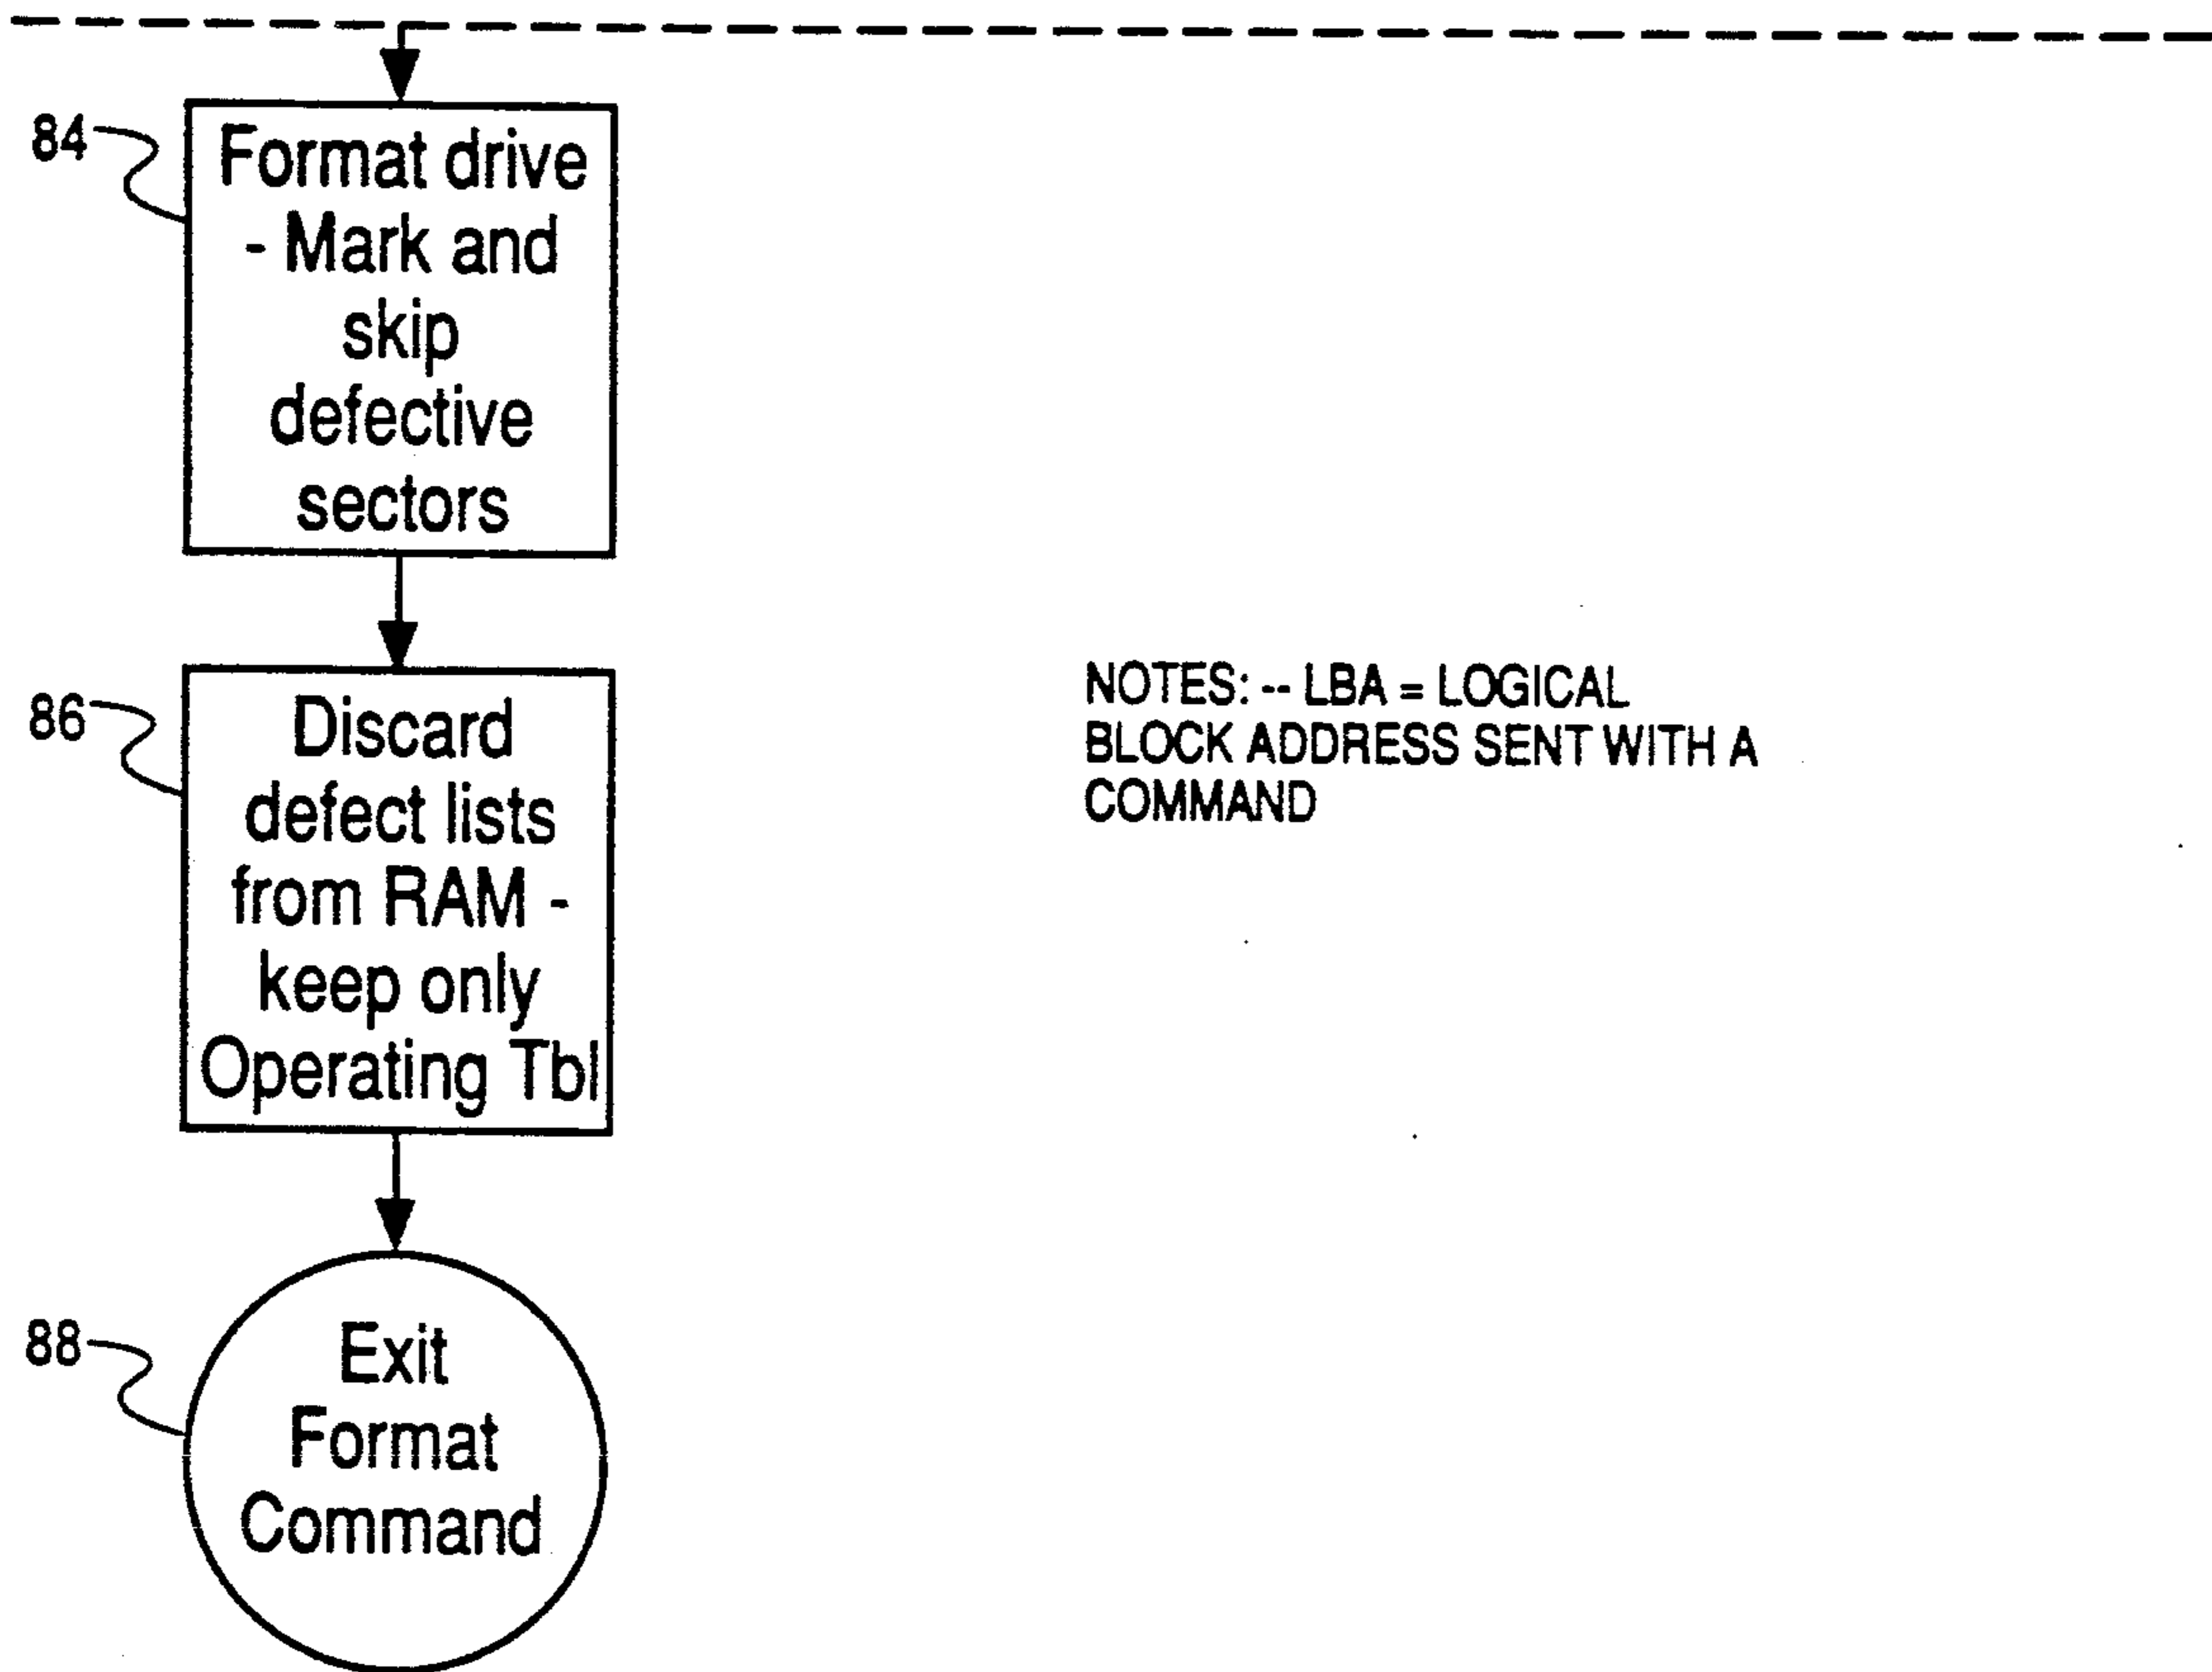 84
Format drive
- Mark and
skip
defective
sectors
86
Discard
defect lists
from RAM -
keep only
Operating Tbl
NOTES: -- LBA = LOGICAL
BLOCK ADDRESS SENT WITH A
COMMAND
88
Exit
Format
Command